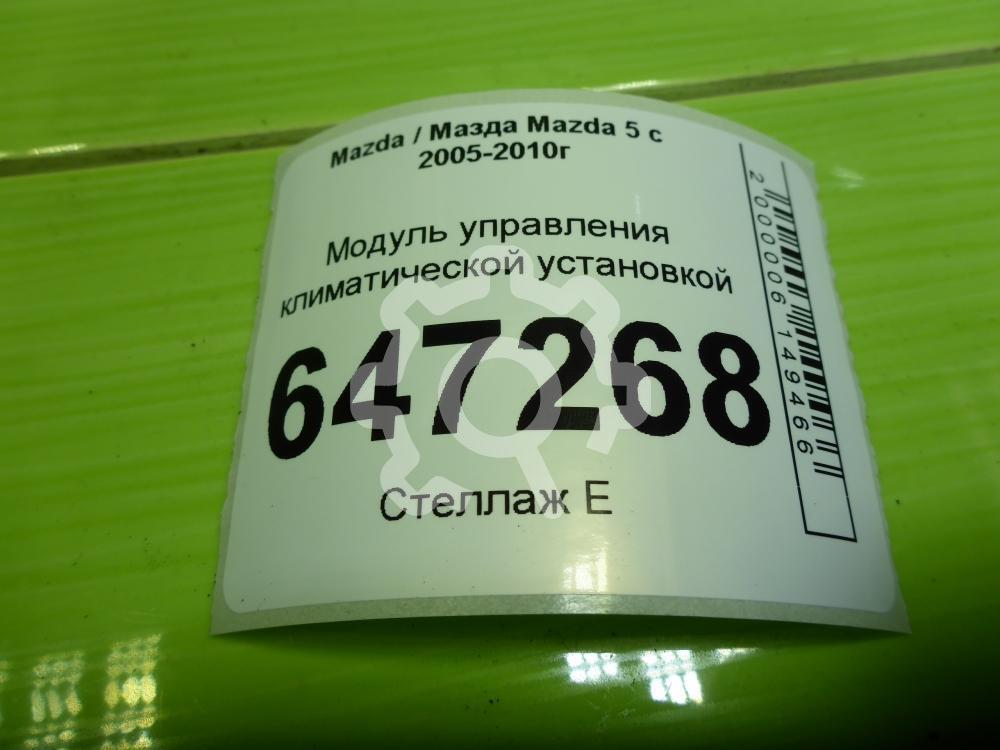 Mazda / Мазда Mazda 5 с
2005-2010г
Модуль управления
климатической установкой
647268
Стеллаж Е
2000006149466